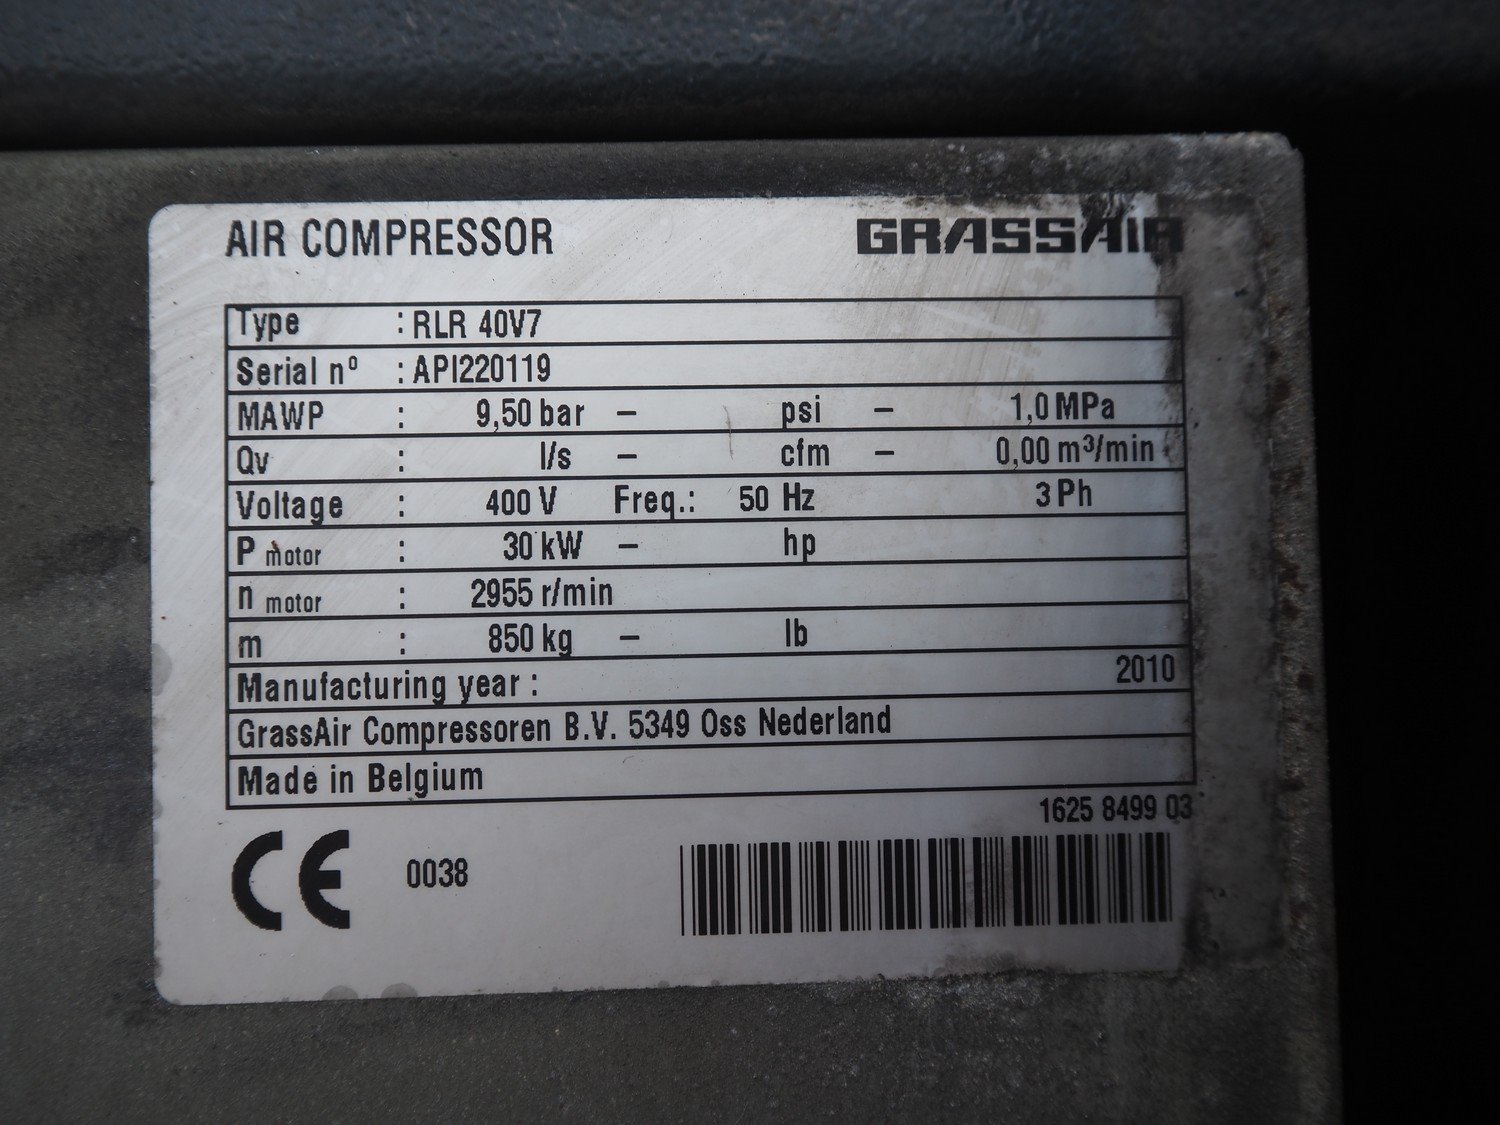 AIR COMPRESSOR GRASSAIR
Type : RLR 40V7
Serial nº : API220119
MAWP : 9,50 bar – psi – 1,0 MPa
Qv : l/s – cfm – 0,00 m³/min
Voltage : 400 V Freq.: 50 Hz 3 Ph
P motor : 30 kW – hp
n motor : 2955 r/min
m : 850 kg – lb
Manufacturing year : 2010
GrassAir Compressoren B.V. 5349 Oss Nederland
Made in Belgium
1625 8499 03
CE 0038